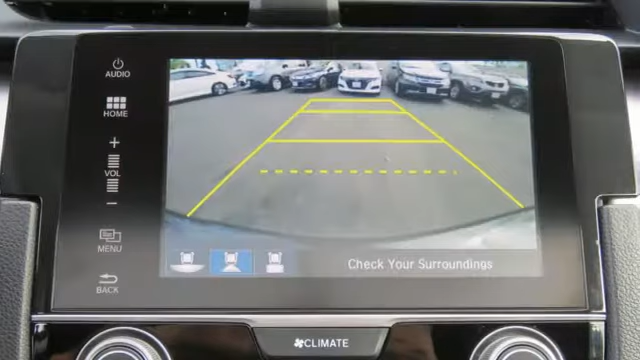 AUDIO
HOME
+
VOL
−
MENU
BACK
Check Your Surroundings
CLIMATE